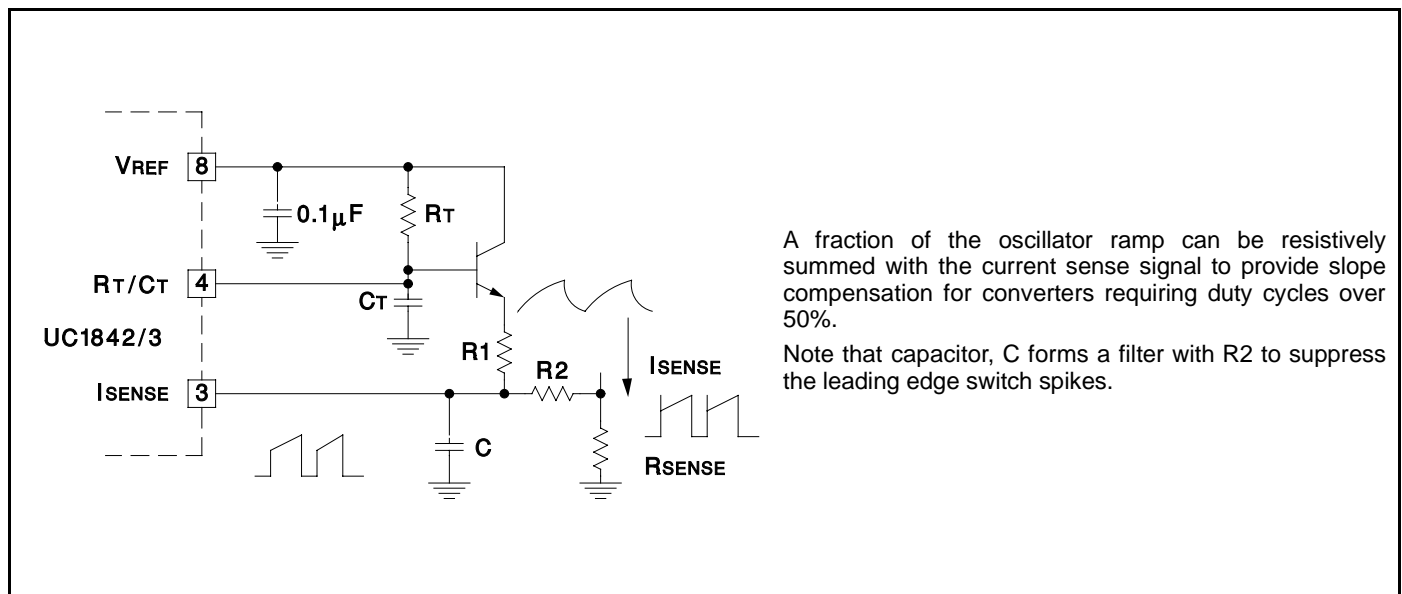 VREF 8
0.1μF
RT
RT/CT 4
CT
UC1842/3
R1
R2
ISENSE
ISENSE 3
C
RSENSE
A fraction of the oscillator ramp can be resistively
summed with the current sense signal to provide slope
compensation for converters requiring duty cycles over
50%.
Note that capacitor, C forms a filter with R2 to suppress
the leading edge switch spikes.